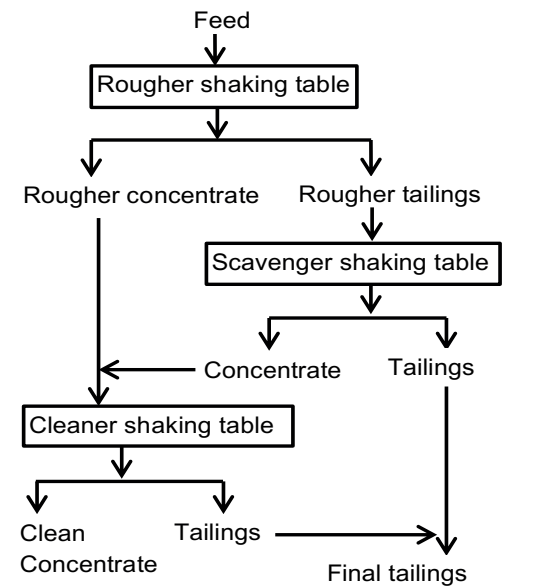 Feed
Rougher shaking table
Rougher concentrate
Rougher tailings
Scavenger shaking table
Concentrate
Tailings
Cleaner shaking table
Clean
Concentrate
Tailings
Final tailings